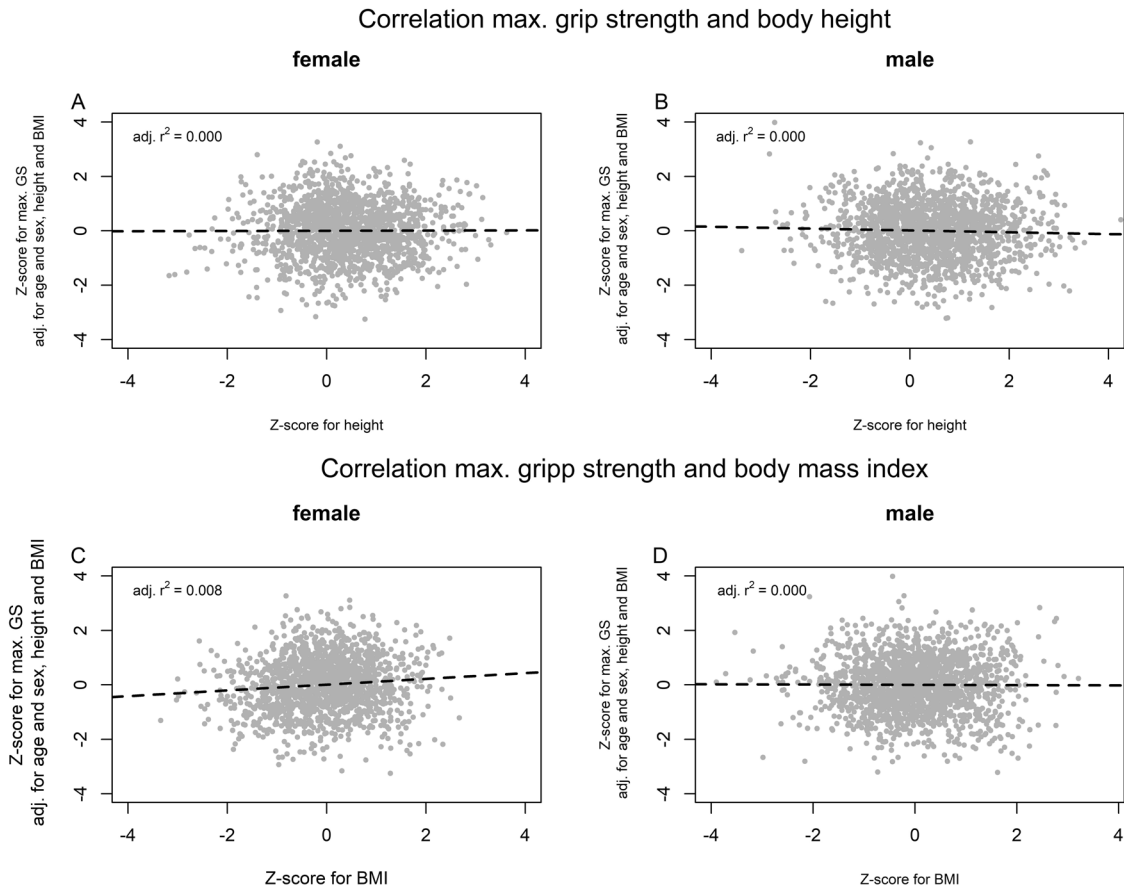 Correlation max. grip strength and body height
female
male
A
B
Z-score for max. GS
adj. for age and sex, height and BMI
adj. r² = 0.000
4
2
0
-2
-4
-4
-2
0
2
4
Z-score for height
Z-score for max. GS
adj. for age and sex, height and BMI
adj. r² = 0.000
4
2
0
-2
-4
-4
-2
0
2
4
Z-score for height
Correlation max. gripp strength and body mass index
female
male
C
D
Z-score for max. GS
adj. for age and sex, height and BMI
adj. r² = 0.008
4
2
0
-2
-4
-4
-2
0
2
4
Z-score for BMI
Z-score for max. GS
adj. for age and sex, height and BMI
adj. r² = 0.000
4
2
0
-2
-4
-4
-2
0
2
4
Z-score for BMI